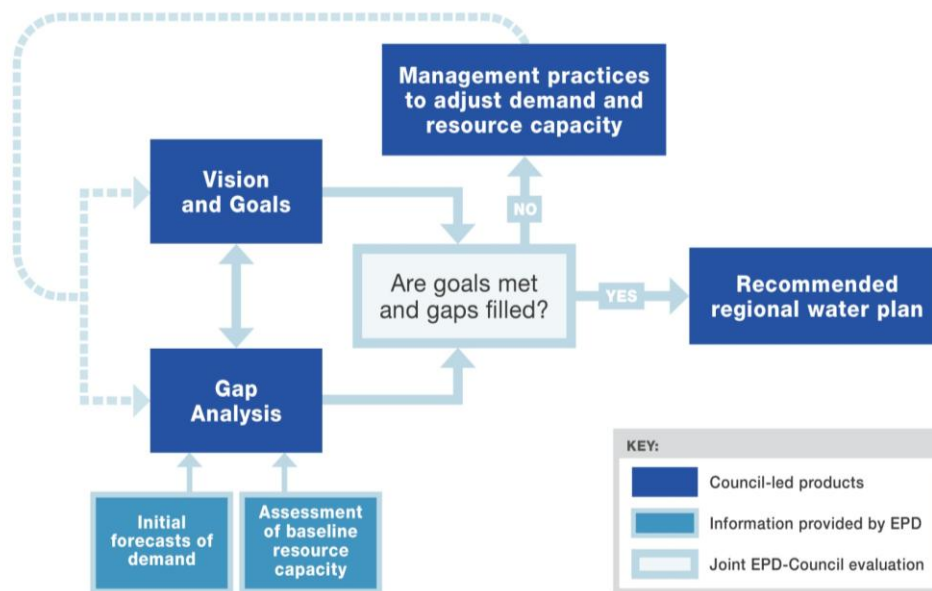 Management practices
to adjust demand and
resource capacity
Vision
and Goals
NO
Are goals met
and gaps filled?
YES
Recommended
regional water plan
Gap
Analysis
Initial
forecasts of
demand
Assessment
of baseline
resource
capacity
KEY:
Council-led products
Information provided by EPD
Joint EPD-Council evaluation